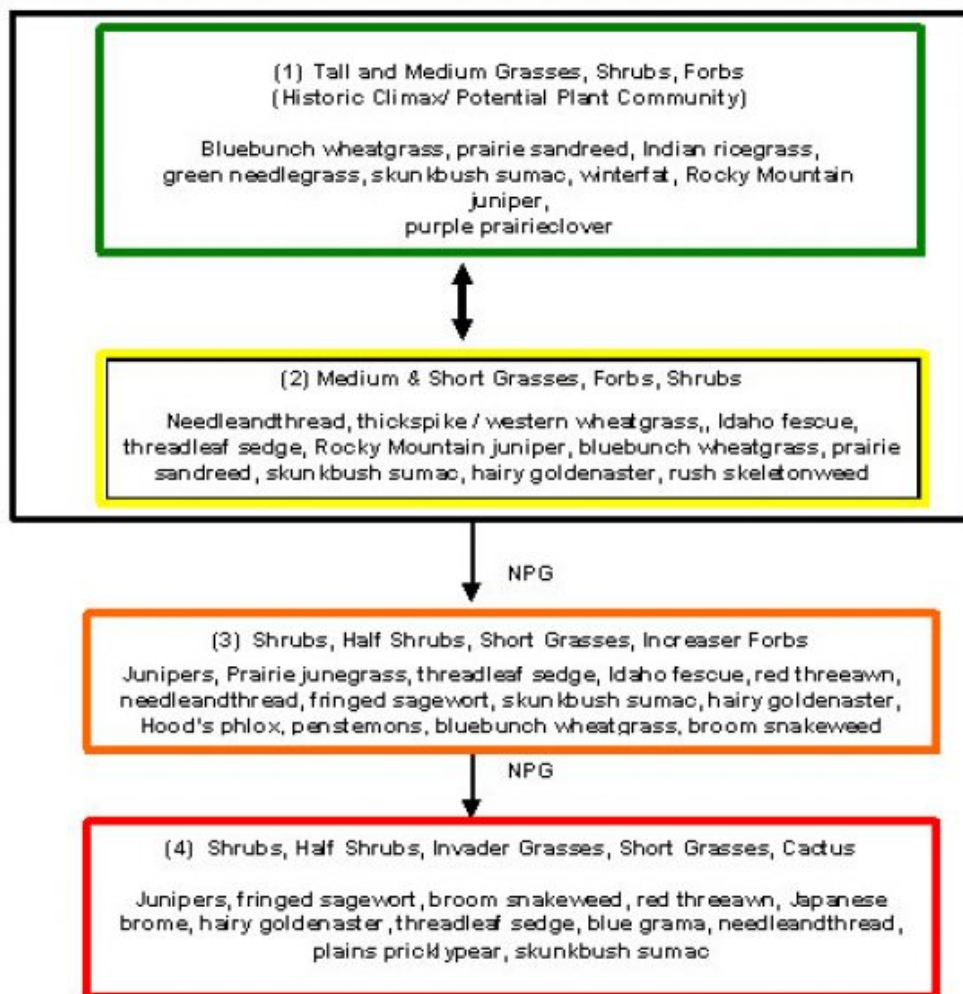 (1) Tall and Medium Grasses, Shrubs, Forbs
(Historic Climax/ Potential Plant Community)
Bluebunch wheatgrass, prairie sandreed, Indian ricegrass,
green needlegrass, skunkbush sumac, winterfat, Rocky Mountain
juniper,
purple prairieclover
(2) Medium & Short Grasses, Forbs, Shrubs
Needleandthread, thickspike / western wheatgrass,, Idaho fescue,
threadleaf sedge, Rocky Mountain juniper, bluebunch wheatgrass, prairie
sandreed, skunkbush sumac, hairy goldenaster, rush skeletonweed
NPG
(3) Shrubs, Half Shrubs, Short Grasses, Increaser Forbs
Junipers, Prairie junegrass, threadleaf sedge, Idaho fescue, red threeawn,
needleandthread, fringed sagewort, skunkbush sumac, hairy goldenaster,
Hood's phlox, penstemons, bluebunch wheatgrass, broom snakeweed
NPG
(4) Shrubs, Half Shrubs, Invader Grasses, Short Grasses, Cactus
Junipers, fringed sagewort, broom snakeweed, red threeawn, Japanese
brome, hairy goldenaster, threadleaf sedge, blue grama, needleandthread,
plains pricklypear, skunkbush sumac